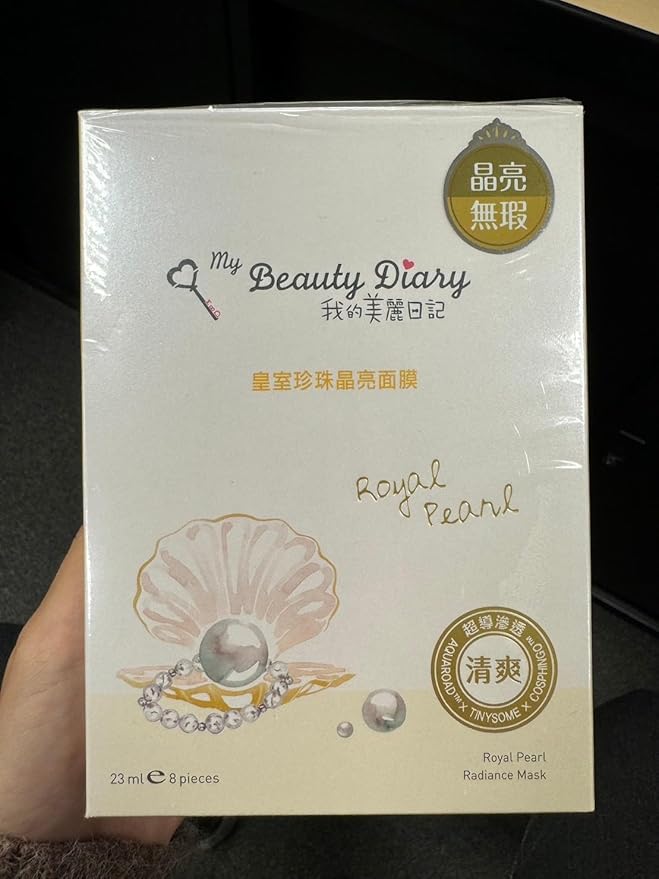 晶亮
無瑕
My Beauty Diary
我的美麗日記
皇室珍珠晶亮面膜
Royal
Pearl
超導滲透
清爽
AQUAROAD™ × TINYSOME × COSPHINGO™
Royal Pearl
23 ml e 8 pieces
Radiance Mask